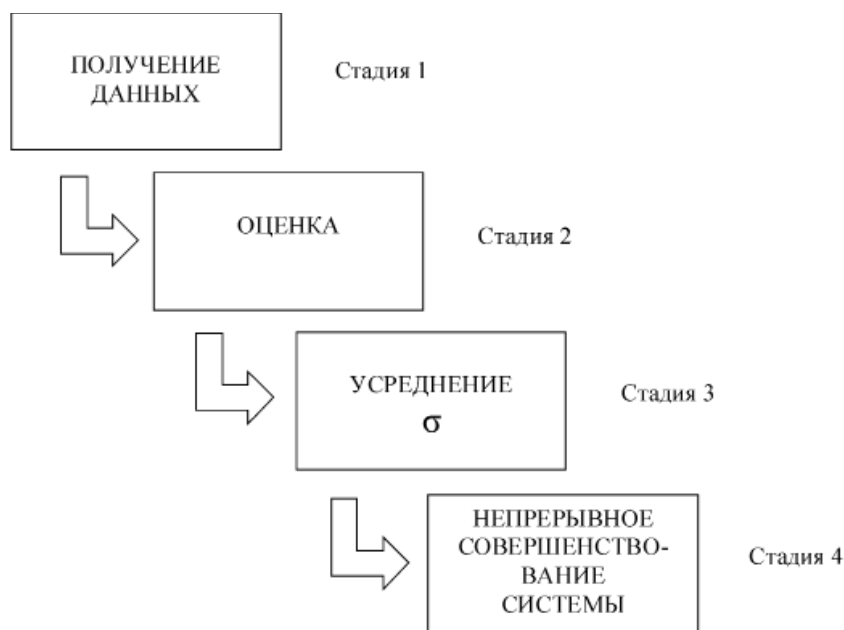 ПОЛУЧЕНИЕ
ДАННЫХ
Стадия 1
ОЦЕНКА
Стадия 2
УСРЕДНЕНИЕ
σ
Стадия 3
НЕПРЕРЫВНОЕ
СОВЕРШЕНСТВО-
ВАНИЕ
СИСТЕМЫ
Стадия 4